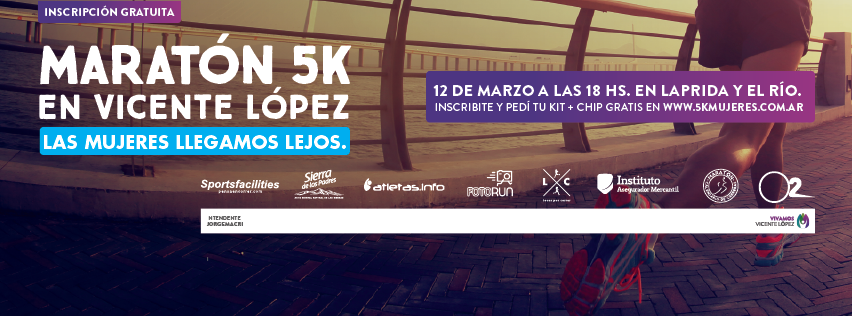 INSCRIPCIÓN GRATUITA
MARATÓN 5K
EN VICENTE LÓPEZ
LAS MUJERES LLEGAMOS LEJOS.
12 DE MARZO A LAS 18 HS. EN LAPRIDA Y EL RÍO.
INSCRIBITE Y PEDÍ TU KIT + CHIP GRATIS EN WWW.5KMUJERES.COM.AR
Sportsfacilities
Sierra
de los Padres
atletas.info
FOTORUN
L C
Instituto
Asegurador Mercantil
MARATON
O2
INTENDENTE
JORGEMACRI
VIVAMOS
VICENTE LÓPEZ